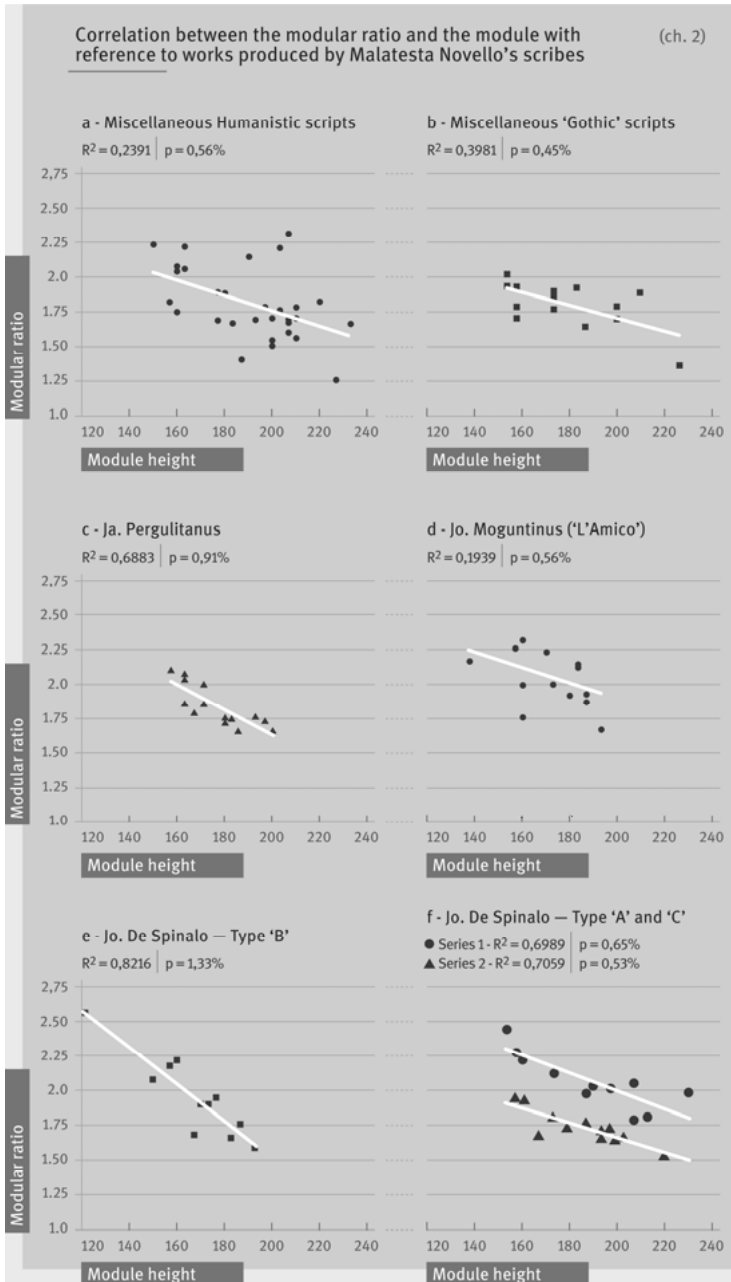 Correlation between the modular ratio and the module with (ch. 2)
reference to works produced by Malatesta Novello’s scribes
a - Miscellaneous Humanistic scripts
R² = 0,2391 | p = 0,56%
b - Miscellaneous ‘Gothic’ scripts
R² = 0,3981 | p = 0,45%
Modular ratio
2,75
2.50
2.25
2.0
1.75
1.50
1.25
1.0
120 140 160 180 200 220 240
Module height
120 140 160 180 200 220 240
Module height
c - Ja. Pergulitanus
R² = 0,6883 | p = 0,91%
d - Jo. Moguntinus (‘L’Amico’)
R² = 0,1939 | p = 0,56%
Modular ratio
2,75
2.50
2.25
2.0
1.75
1.50
1.25
1.0
120 140 160 180 200 220 240
Module height
120 140 160 180 200 220 240
Module height
e - Jo. De Spinalo — Type ‘B’
R² = 0,8216 | p = 1,33%
f - Jo. De Spinalo — Type ‘A’ and ‘C’
● Series 1 - R² = 0,6989 | p = 0,65%
▲ Series 2 - R² = 0,7059 | p = 0,53%
Modular ratio
2,75
2.50
2.25
2.0
1.75
1.50
1.25
1.0
120 140 160 180 200 220 240
Module height
120 140 160 180 200 220 240
Module height